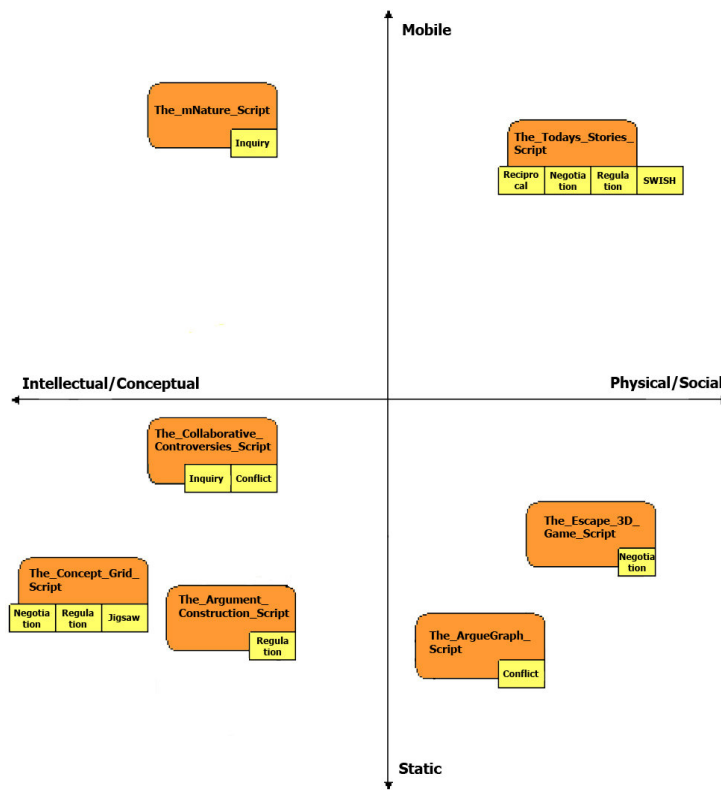 Mobile
The_mNature_Script
Inquiry
The_Todays_Stories_
Script
Recipro
cal
Negotia
tion
Regula
tion
SWISH
Intellectual/Conceptual
Physical/Social
The_Collaborative_
Controversies_Script
Inquiry
Conflict
The_Escape_3D_
Game_Script
Negotia
tion
The_Concept_Grid_
Script
Negotia
tion
Regula
tion
Jigsaw
The_Argument_
Construction_Script
Regula
tion
The_ArgueGraph_
Script
Conflict
Static